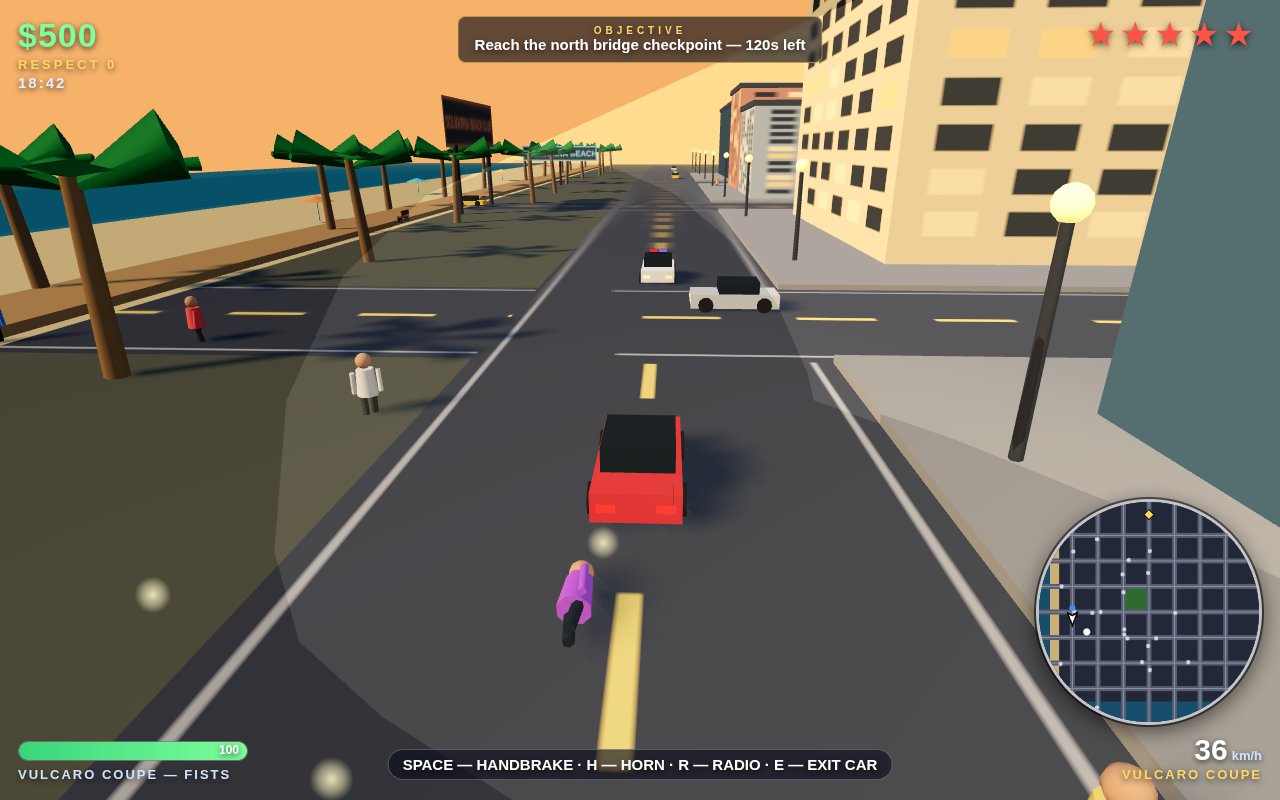 $500
RESPECT 0
18:42
OBJECTIVE
Reach the north bridge checkpoint — 120s left
★ ★ ★ ★ ★
BEACH
100
VULCARO COUPE — FISTS
SPACE — HANDBRAKE · H — HORN · R — RADIO · E — EXIT CAR
36 km/h
VULCARO COUPE